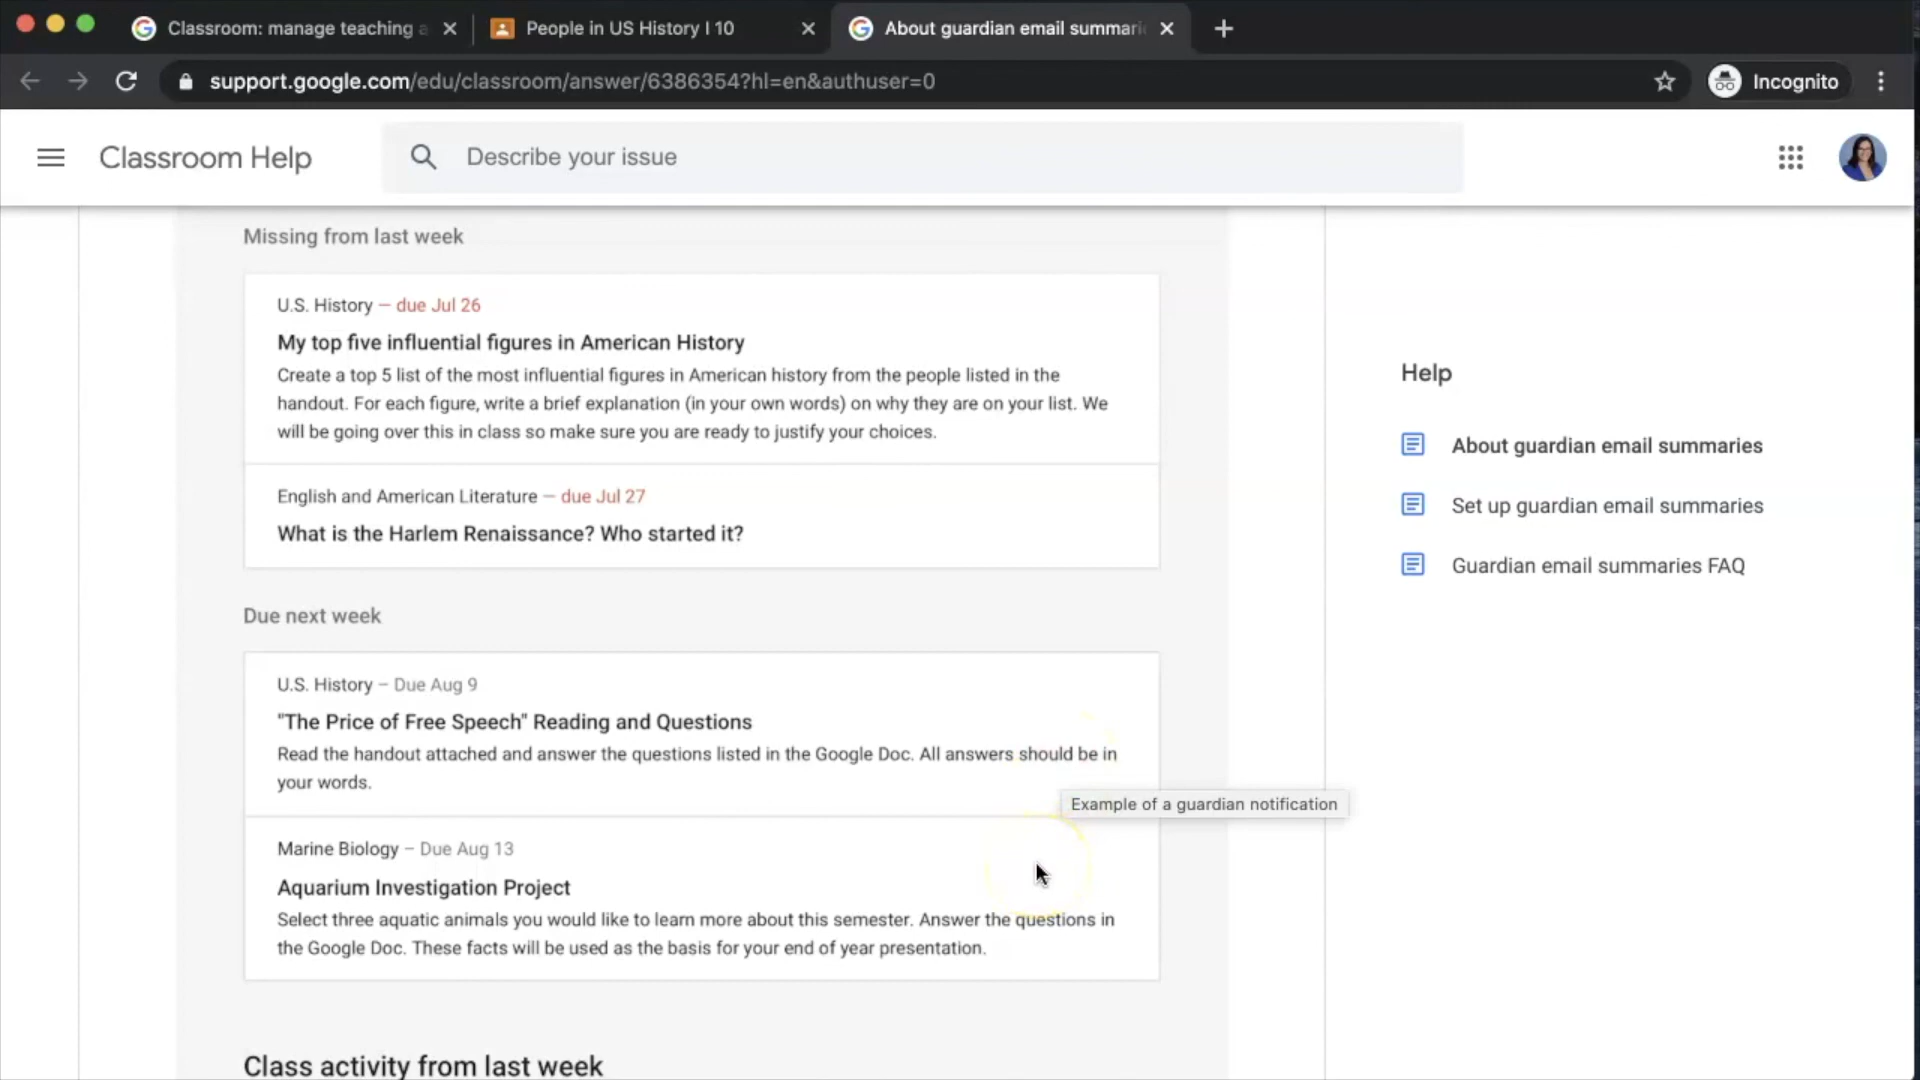 Classroom: manage teaching a
People in US History I 10
About guardian email summari
support.google.com/edu/classroom/answer/6386354?hl=en&authuser=0
Incognito
Classroom Help
Describe your issue
Missing from last week
U.S. History – due Jul 26
My top five influential figures in American History
Create a top 5 list of the most influential figures in American history from the people listed in the
handout. For each figure, write a brief explanation (in your own words) on why they are on your list. We
will be going over this in class so make sure you are ready to justify your choices.
English and American Literature – due Jul 27
What is the Harlem Renaissance? Who started it?
Due next week
U.S. History – Due Aug 9
"The Price of Free Speech" Reading and Questions
Read the handout attached and answer the questions listed in the Google Doc. All answers should be in
your words.
Example of a guardian notification
Marine Biology – Due Aug 13
Aquarium Investigation Project
Select three aquatic animals you would like to learn more about this semester. Answer the questions in
the Google Doc. These facts will be used as the basis for your end of year presentation.
Class activity from last week
Help
About guardian email summaries
Set up guardian email summaries
Guardian email summaries FAQ